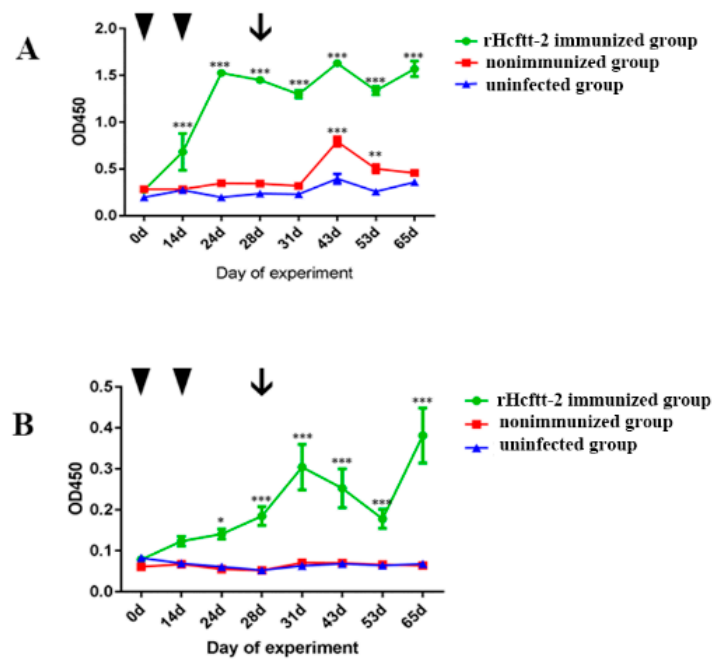 A
2.0
1.5
1.0
0.5
0.0
OD450
***
***
***
***
***
***
***
***
**
0d
14d
24d
28d
31d
43d
53d
65d
Day of experiment
rHcftt-2 immunized group
nonimmunized group
uninfected group
B
0.5
0.4
0.3
0.2
0.1
0.0
OD450
*
***
***
***
***
***
0d
14d
24d
28d
31d
43d
53d
65d
Day of experiment
rHcftt-2 immunized group
nonimmunized group
uninfected group